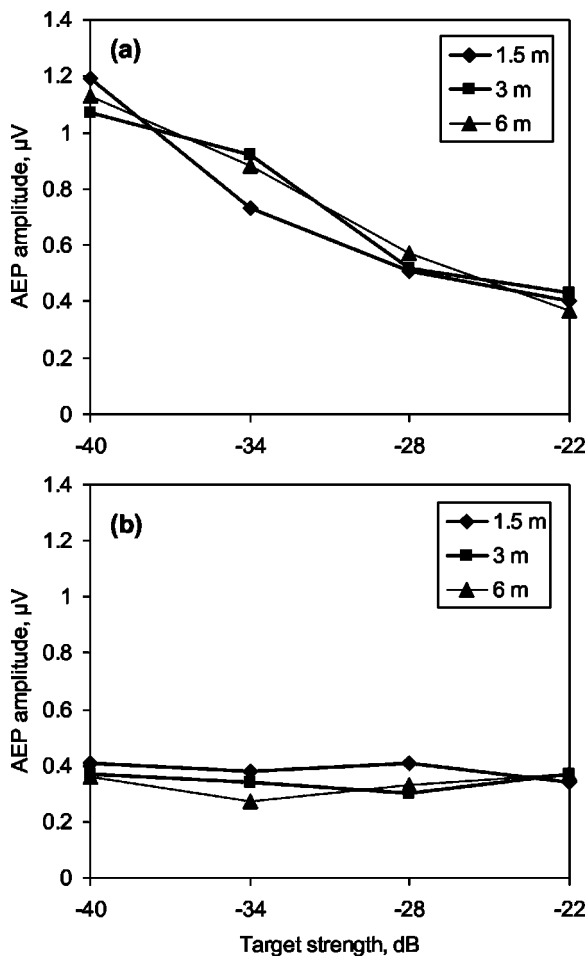 (a)
1.5 m
3 m
6 m
AEP amplitude, µV
1.4
1.2
1
0.8
0.6
0.4
0.2
0
-40 -34 -28 -22
(b)
1.5 m
3 m
6 m
AEP amplitude, µV
1.4
1.2
1
0.8
0.6
0.4
0.2
0
-40 -34 -28 -22
Target strength, dB